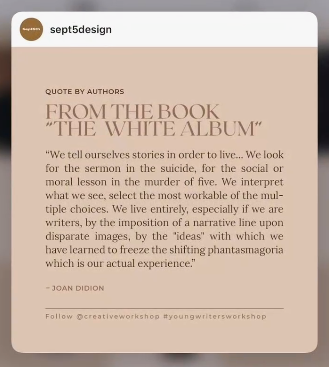 Sept5Dsgn
sept5design
QUOTE BY AUTHORS
FROM THE BOOK
"THE WHITE ALBUM"
“We tell ourselves stories in order to live... We look
for the sermon in the suicide, for the social or
moral lesson in the murder of five. We interpret
what we see, select the most workable of the mul-
tiple choices. We live entirely, especially if we are
writers, by the imposition of a narrative line upon
disparate images, by the "ideas" with which we
have learned to freeze the shifting phantasmagoria
which is our actual experience.”
– JOAN DIDION
Follow @creativeworkshop #youngwritersworkshop